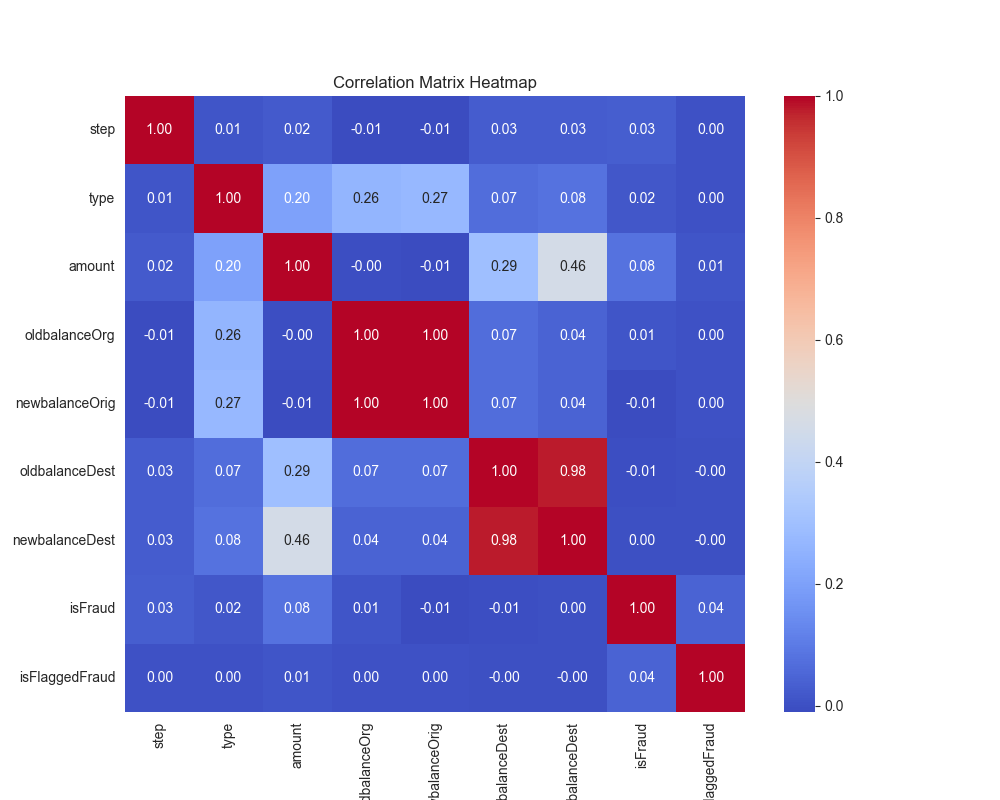 Correlation Matrix Heatmap
step 1.00 0.01 0.02 -0.01 -0.01 0.03 0.03 0.03 0.00
type 0.01 1.00 0.20 0.26 0.27 0.07 0.08 0.02 0.00
amount 0.02 0.20 1.00 -0.00 -0.01 0.29 0.46 0.08 0.01
oldbalanceOrg -0.01 0.26 -0.00 1.00 1.00 0.07 0.04 0.01 0.00
newbalanceOrig -0.01 0.27 -0.01 1.00 1.00 0.07 0.04 -0.01 0.00
oldbalanceDest 0.03 0.07 0.29 0.07 0.07 1.00 0.98 -0.01 -0.00
newbalanceDest 0.03 0.08 0.46 0.04 0.04 0.98 1.00 0.00 -0.00
isFraud 0.03 0.02 0.08 0.01 -0.01 -0.01 0.00 1.00 0.04
isFlaggedFraud 0.00 0.00 0.01 0.00 0.00 -0.00 -0.00 0.04 1.00
step
type
amount
dbalanceOrg
wbalanceOrig
balanceDest
balanceDest
isFraud
laggedFraud
1.0
0.8
0.6
0.4
0.2
0.0